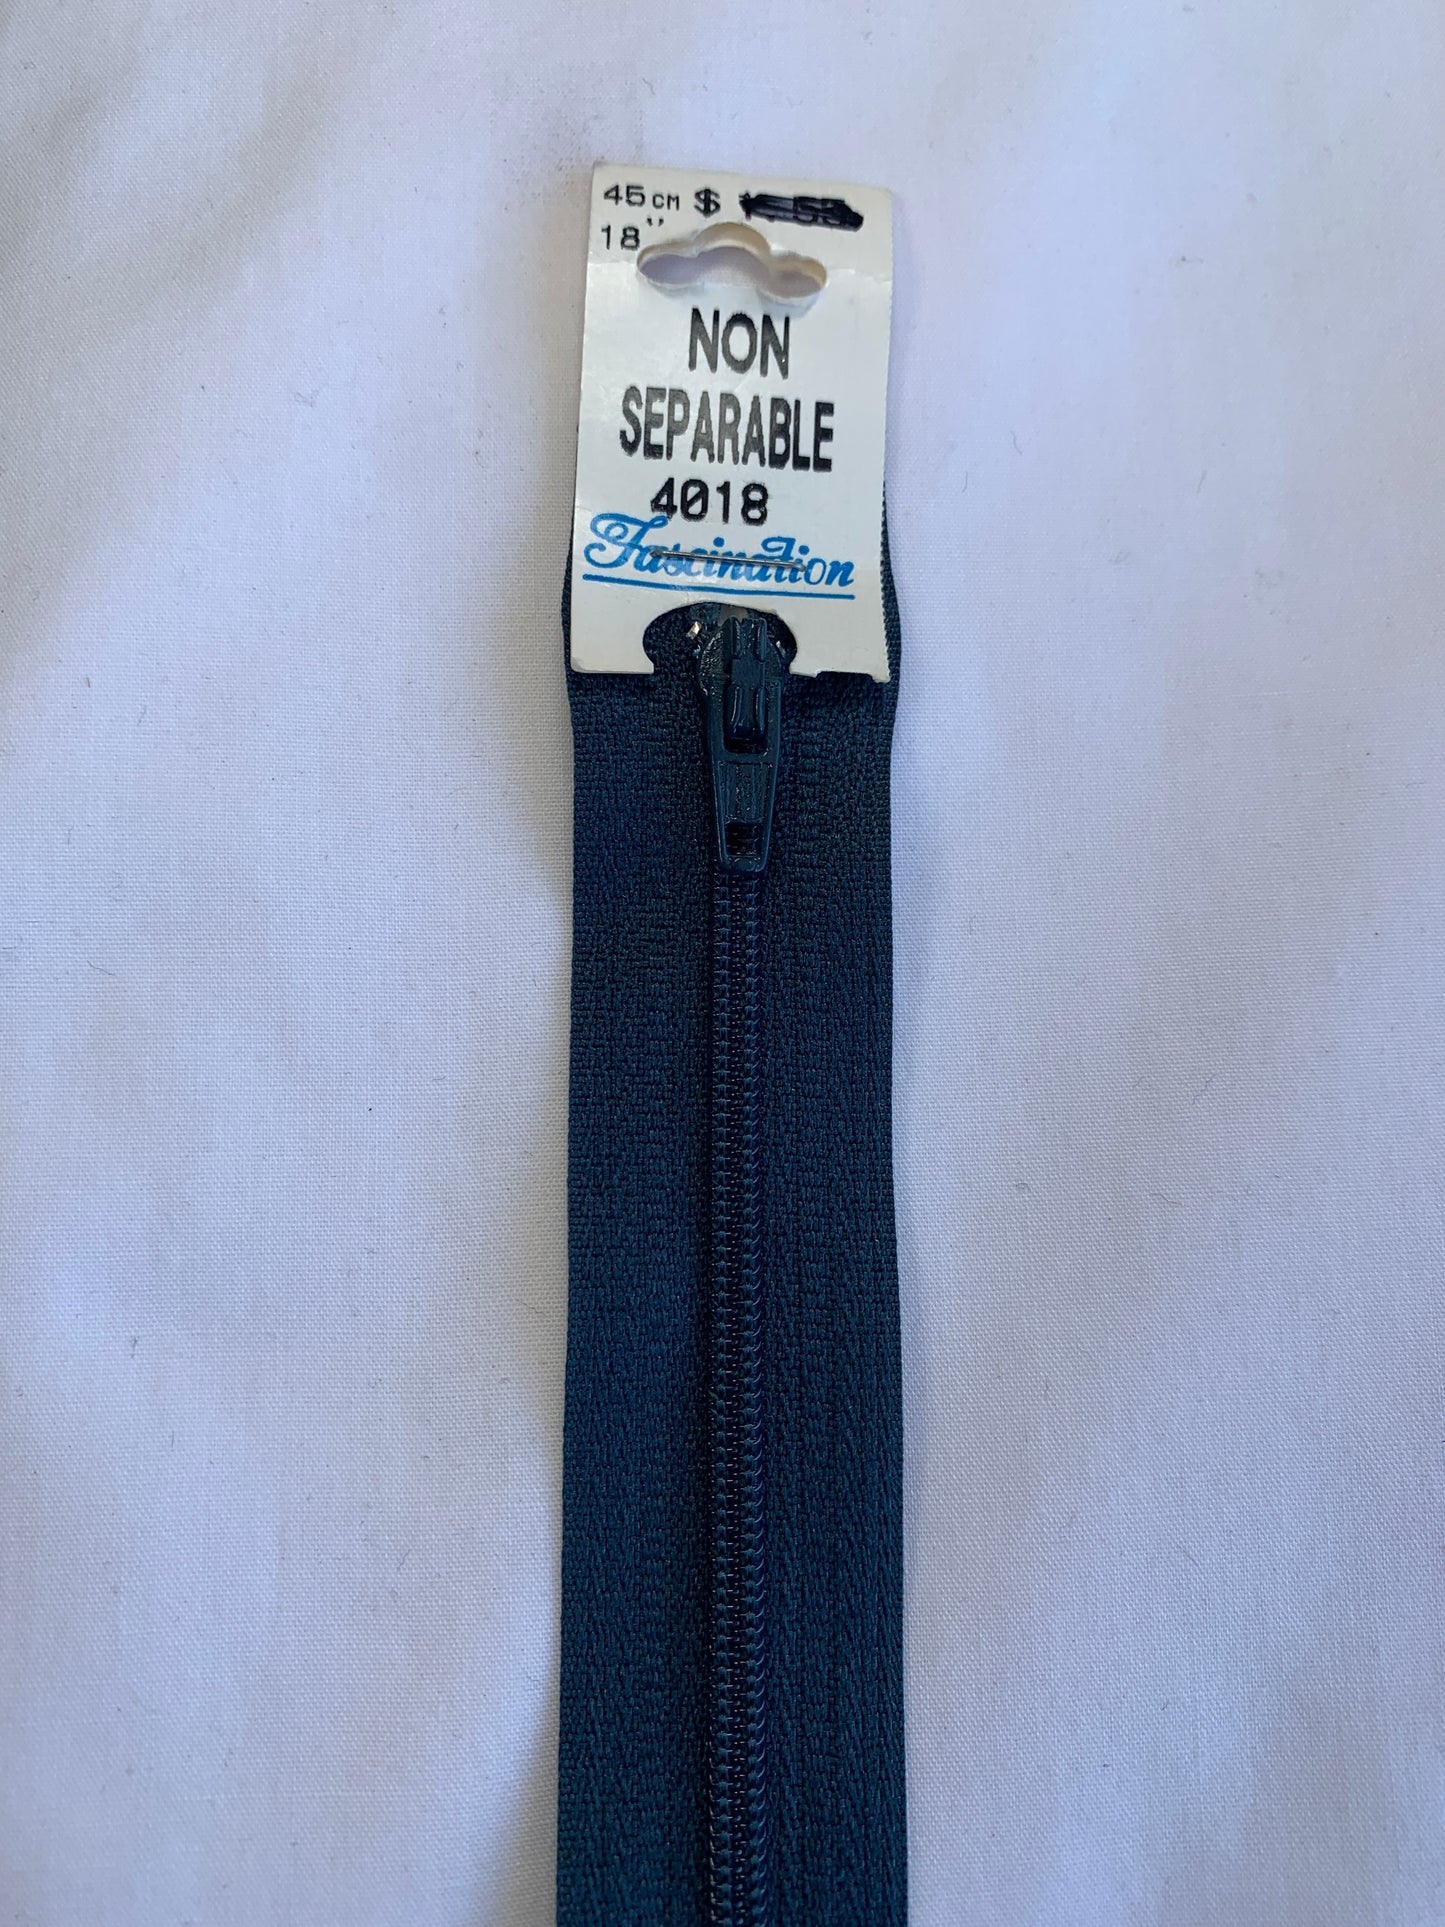 45 CM $
18"
NON
SEPARABLE
4018
Fascination